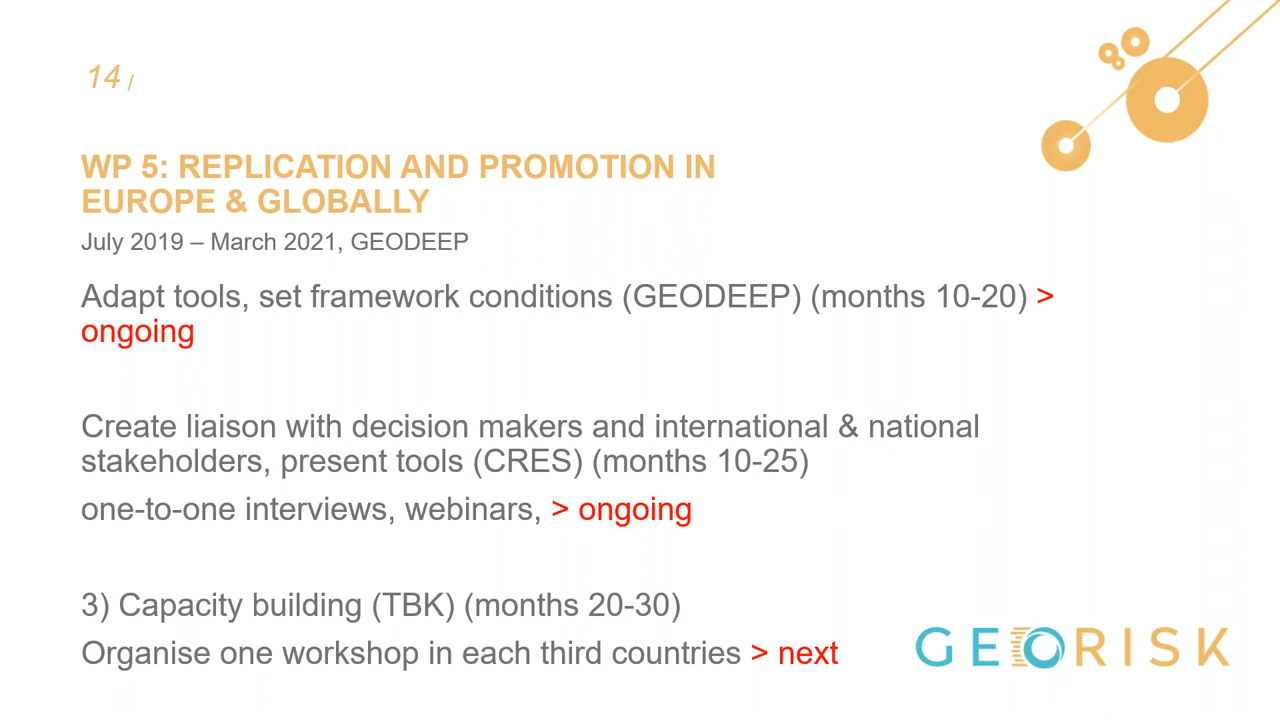 14 /
WP 5: REPLICATION AND PROMOTION IN
EUROPE & GLOBALLY
July 2019 – March 2021, GEODEEP
Adapt tools, set framework conditions (GEODEEP) (months 10-20) >
ongoing
Create liaison with decision makers and international & national
stakeholders, present tools (CRES) (months 10-25)
one-to-one interviews, webinars, > ongoing
3) Capacity building (TBK) (months 20-30)
Organise one workshop in each third countries > next
GEORISK